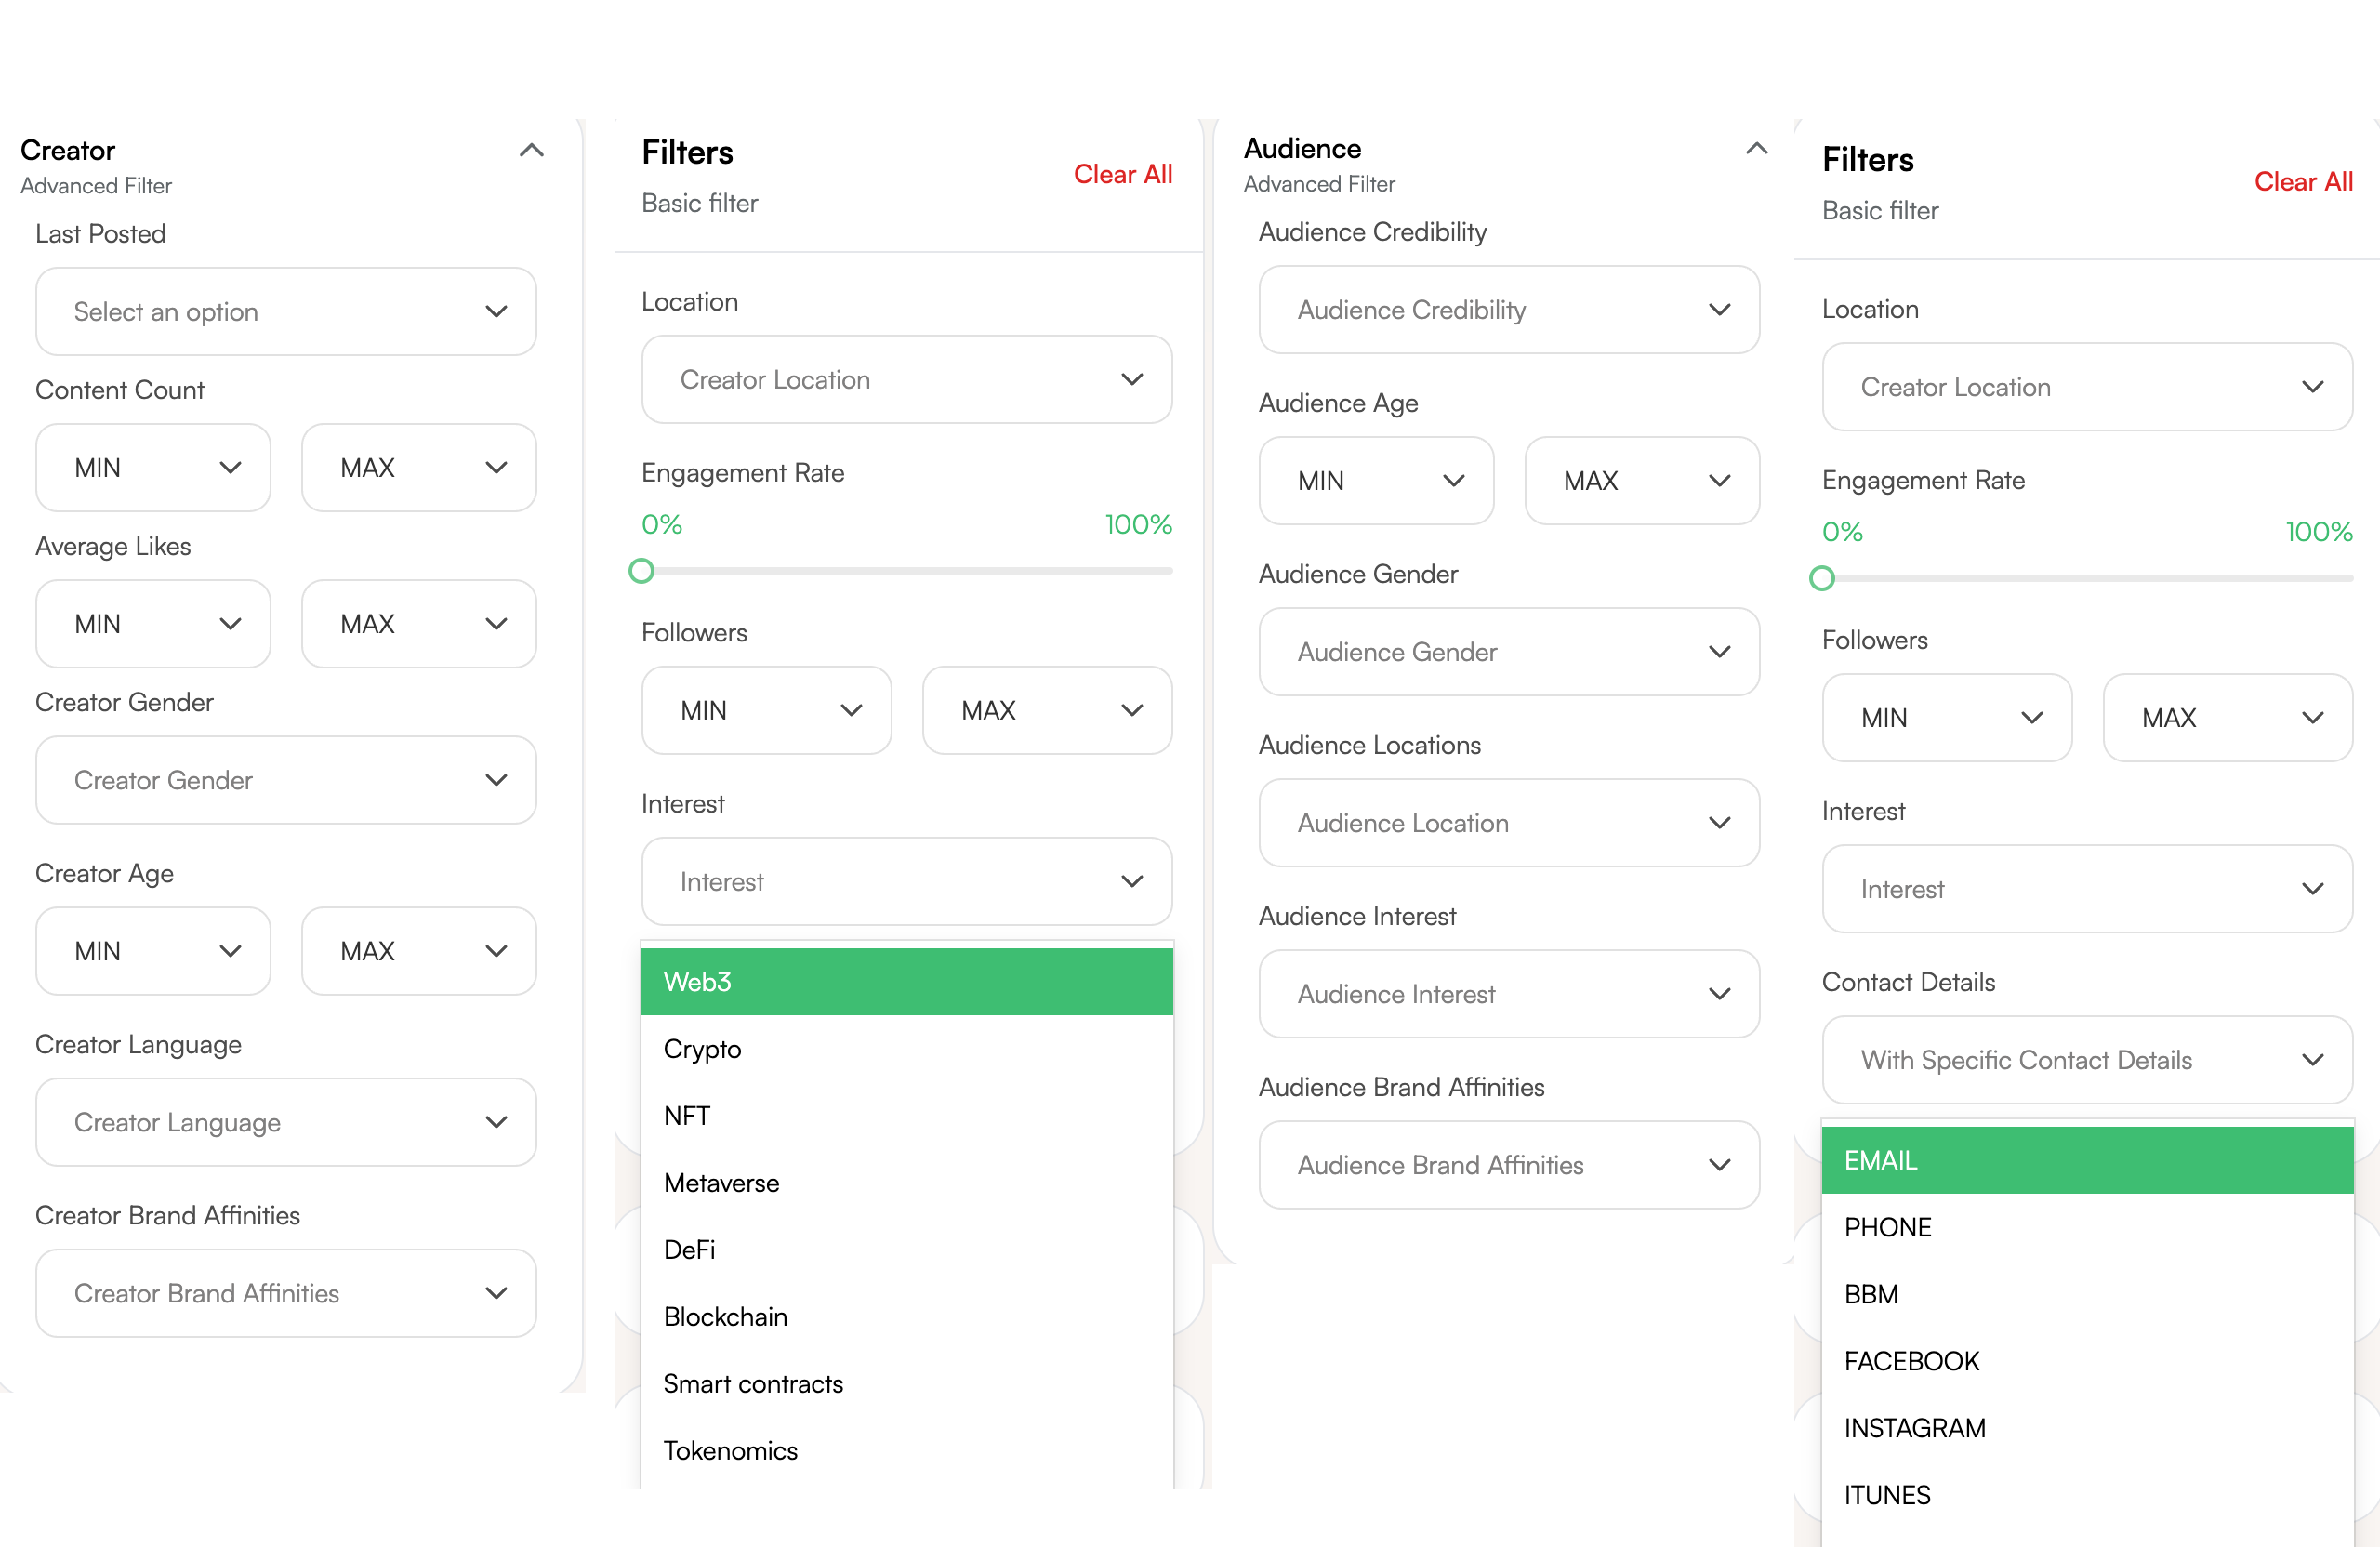 Creator
Advanced Filter
Last Posted
Select an option
Content Count
MIN MAX
Average Likes
MIN MAX
Creator Gender
Creator Gender
Creator Age
MIN MAX
Creator Language
Creator Language
Creator Brand Affinities
Creator Brand Affinities
Filters
Clear All
Basic filter
Location
Creator Location
Engagement Rate
0% 100%
Followers
MIN MAX
Interest
Interest
Web3
Crypto
NFT
Metaverse
DeFi
Blockchain
Smart contracts
Tokenomics
Audience
Advanced Filter
Audience Credibility
Audience Credibility
Audience Age
MIN MAX
Audience Gender
Audience Gender
Audience Locations
Audience Location
Audience Interest
Audience Interest
Audience Brand Affinities
Audience Brand Affinities
Filters
Clear All
Basic filter
Location
Creator Location
Engagement Rate
0% 100%
Followers
MIN MAX
Interest
Interest
Contact Details
With Specific Contact Details
EMAIL
PHONE
BBM
FACEBOOK
INSTAGRAM
ITUNES